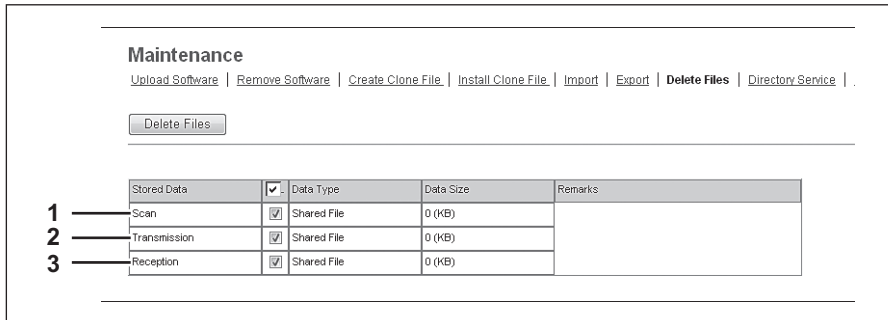 Maintenance
Upload Software | Remove Software | Create Clone File | Install Clone File | Import | Export | Delete Files | Directory Service |
Delete Files
Stored Data Data Type Data Size Remarks
1 Scan Shared File 0 (KB)
2 Transmission Shared File 0 (KB)
3 Reception Shared File 0 (KB)